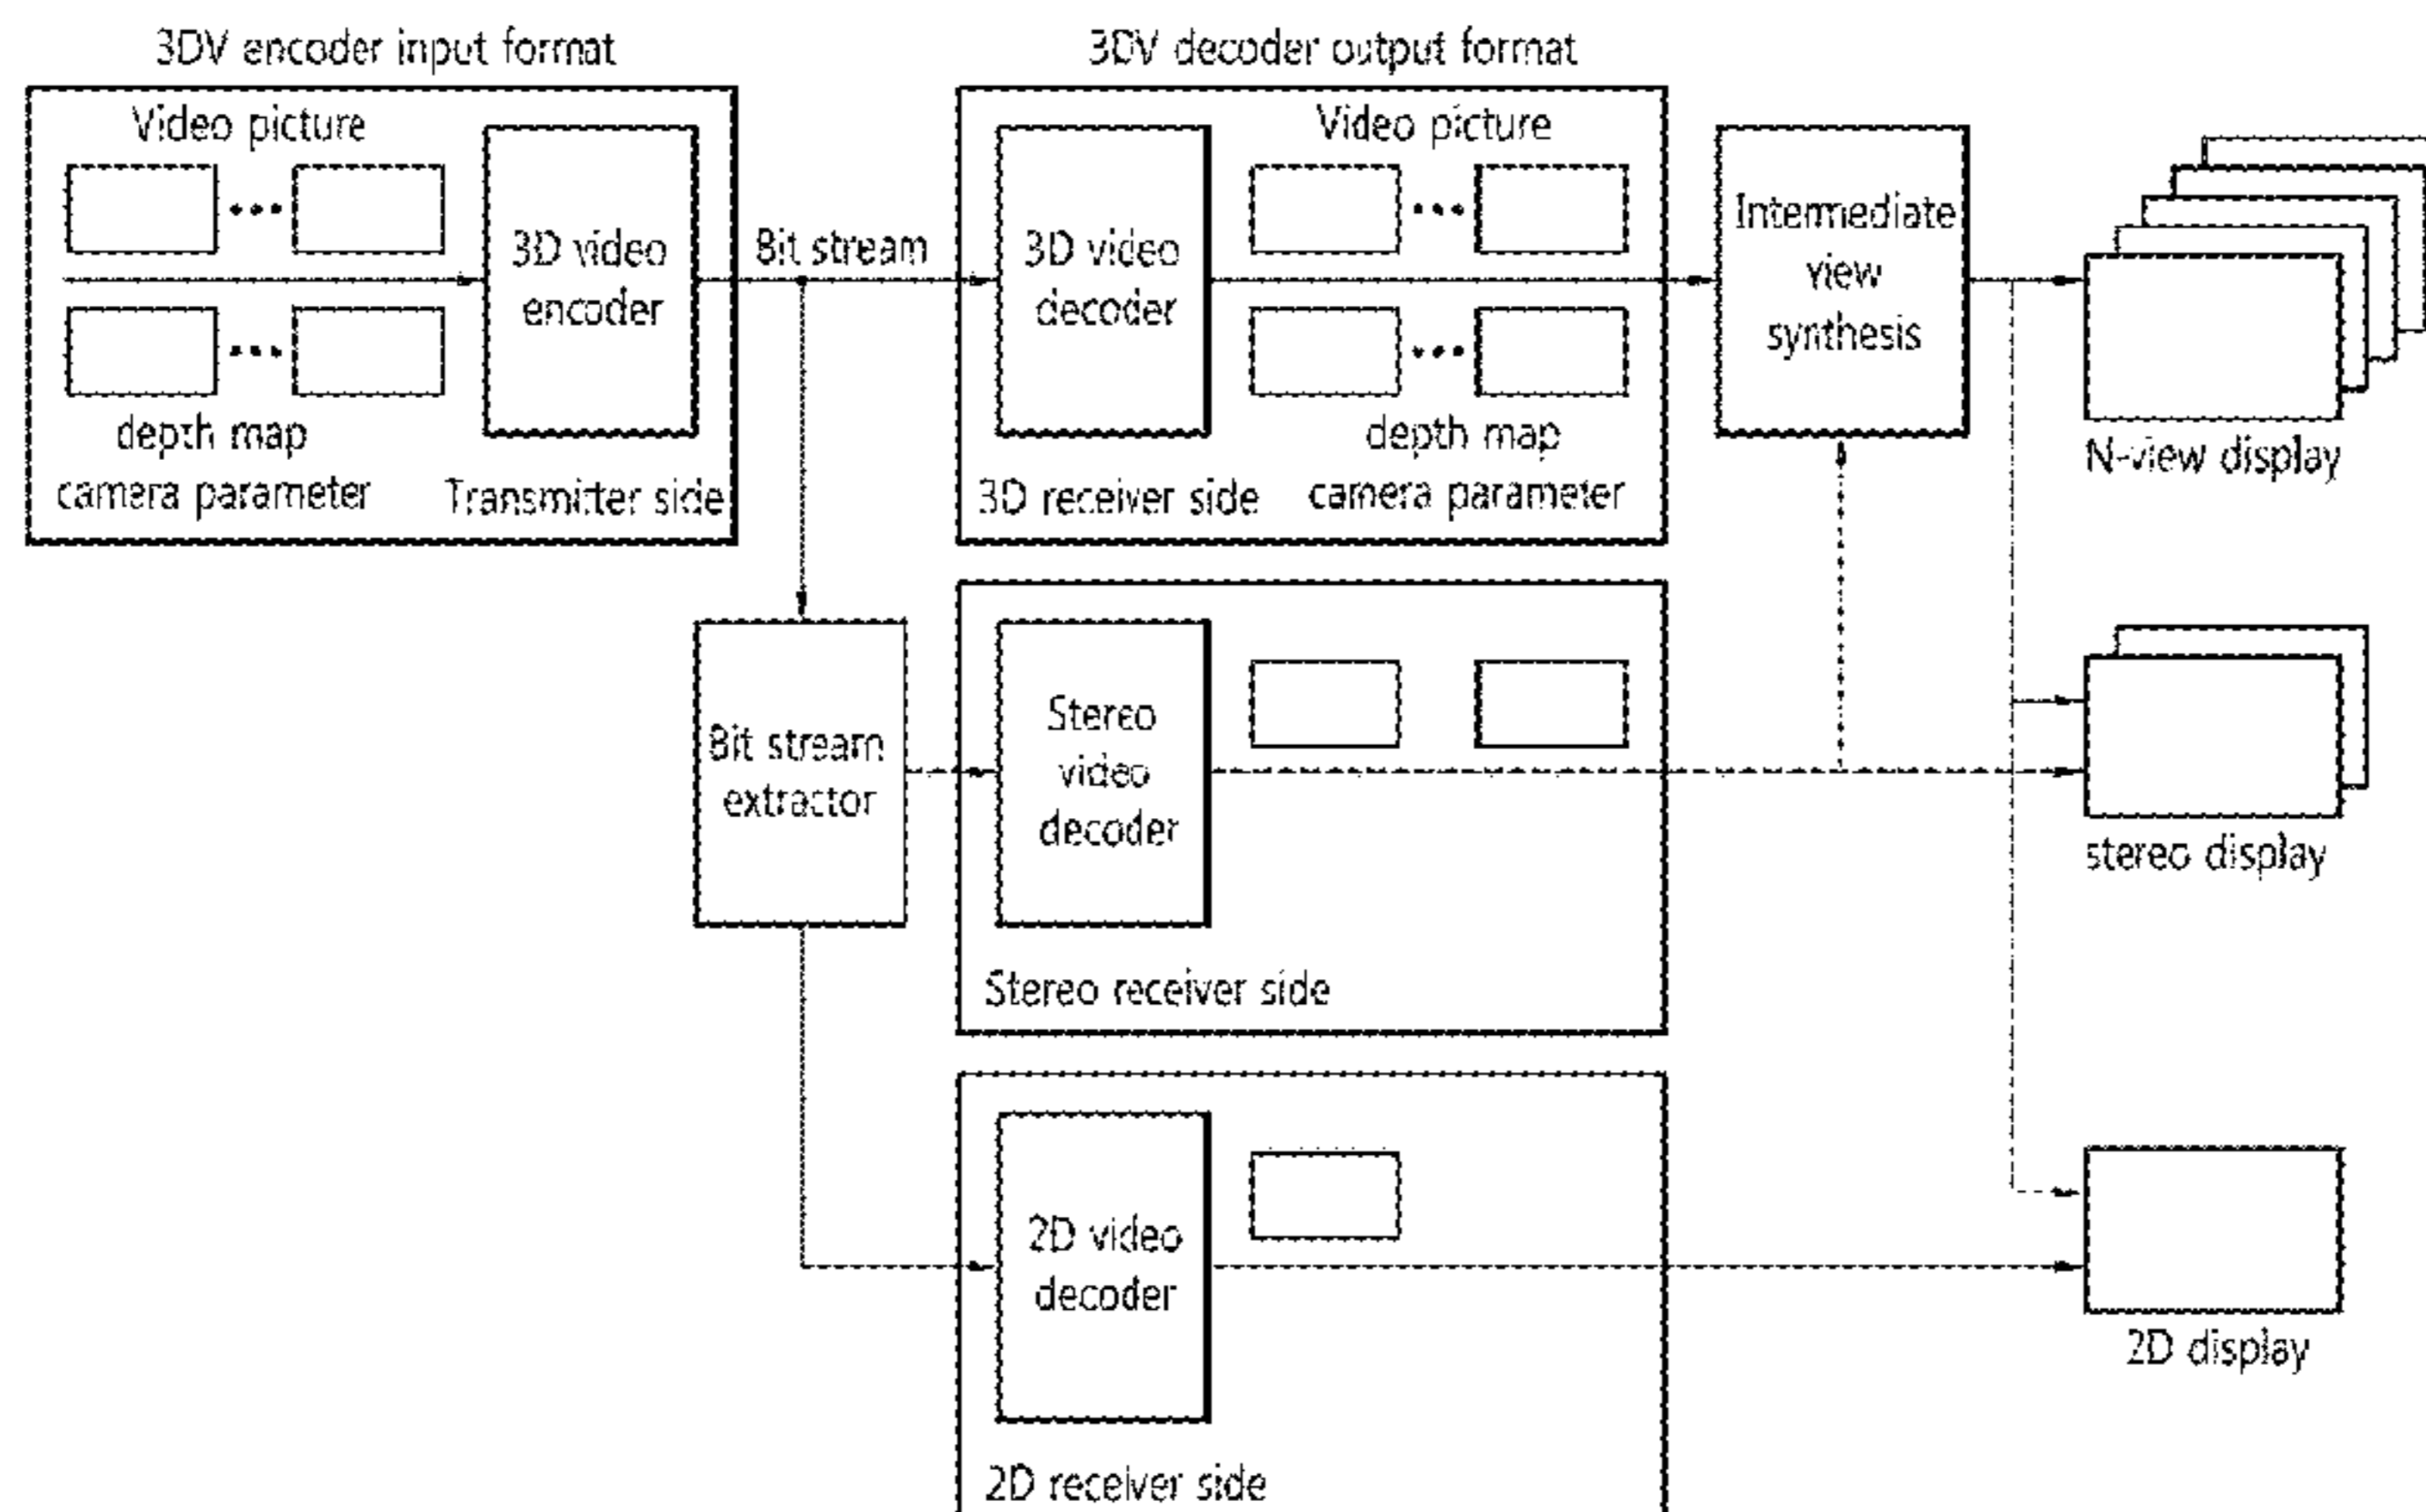 3DV encoder input format
3DV decoder output format
Video picture
3D video
encoder
depth map
camera parameter
Transmitter side
Bit stream
3D video
decoder
Video picture
depth map
camera parameter
3D receiver side
Intermediate
view
synthesis
N-view display
Bit stream
extractor
Stereo
video
decoder
Stereo receiver side
stereo display
2D video
decoder
2D receiver side
2D display